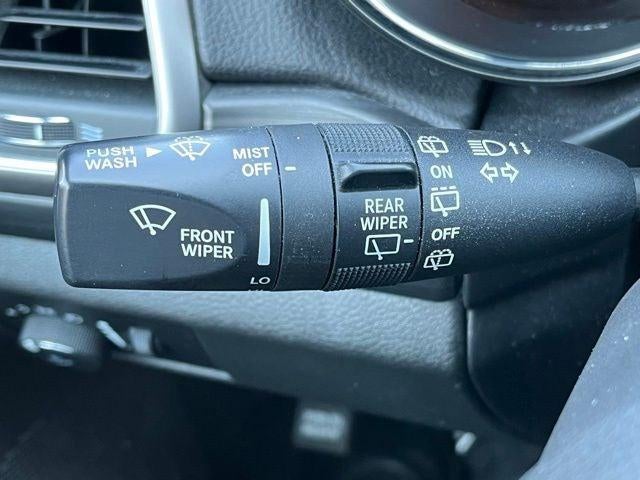 PUSH
WASH
MIST
OFF
FRONT
WIPER
LO
REAR
WIPER
ON
OFF